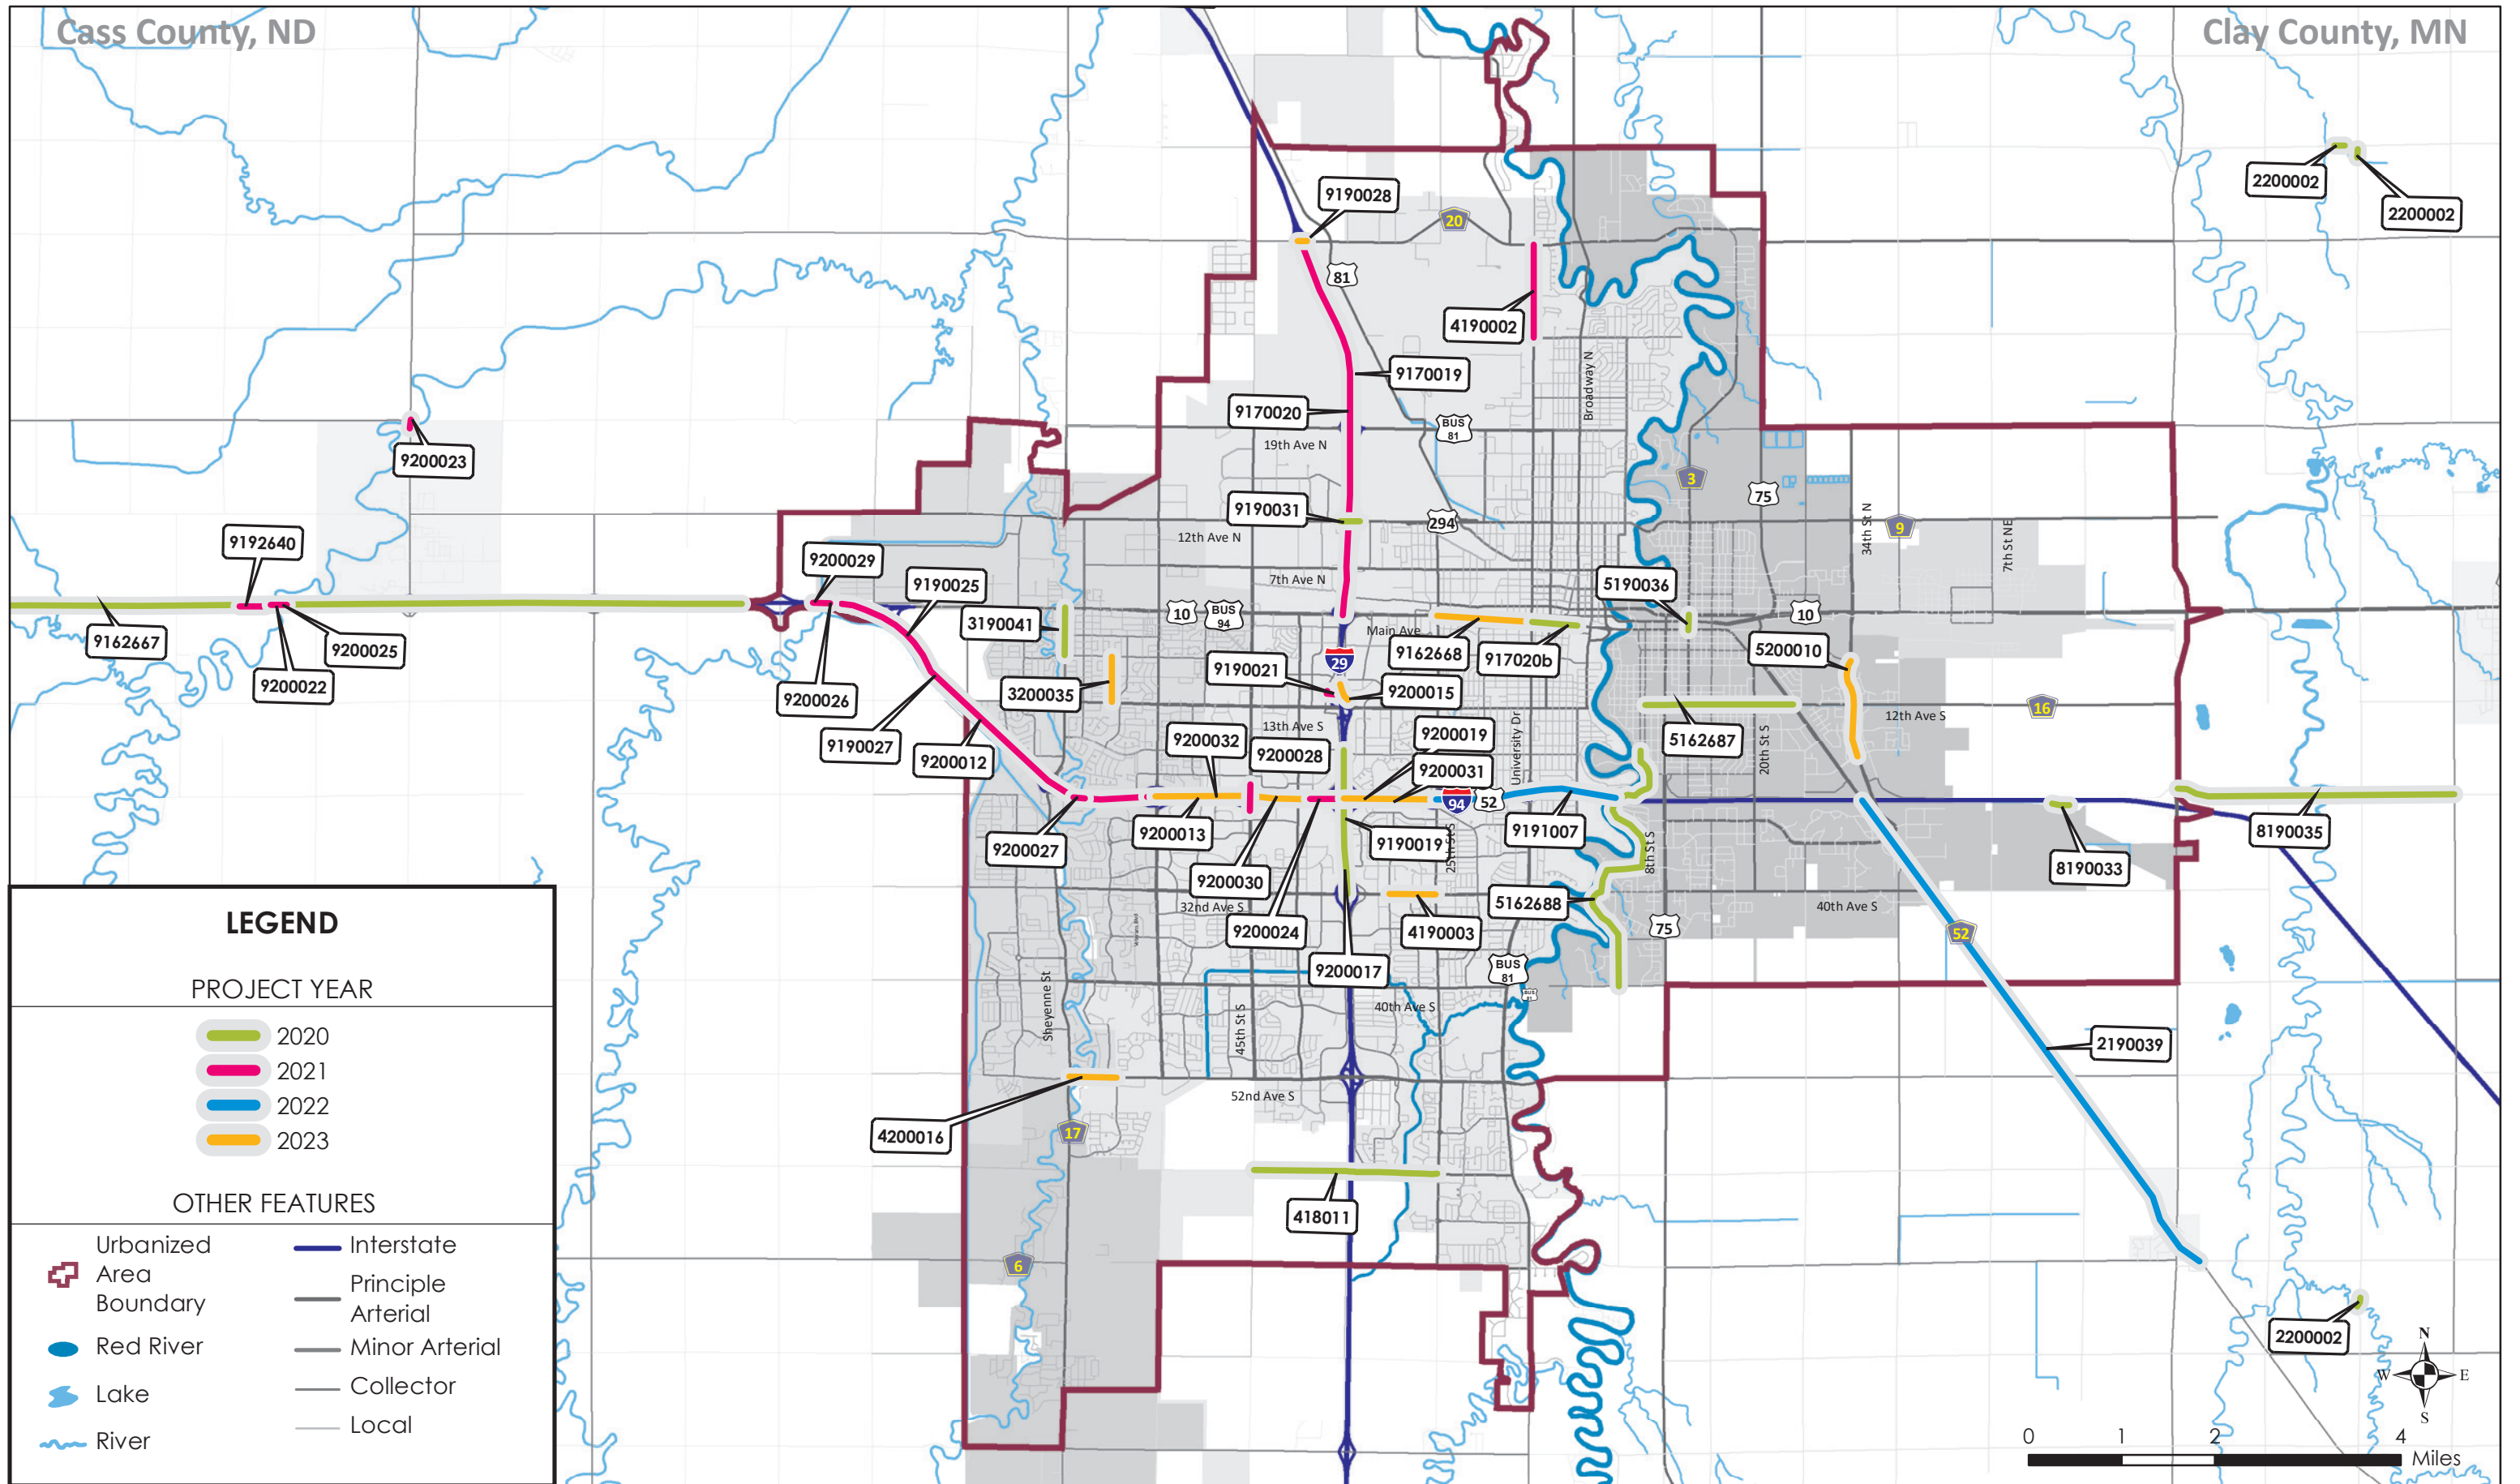 Cass County, ND
Clay County, MN
2200002
2200002
9190028
20
81
4190002
9170019
Broadway N
9170020
BUS
81
19th Ave N
9200023
3
75
9190031
294
34th St N
9
7th St NE
12th Ave N
9192640
9200029
9190025
7th Ave N
5190036
10
BUS
94
10
3190041
Main Ave
9162667
9200025
9162668
917020b
5200010
29
9190021
9200015
9200022
9200026
3200035
12th Ave S
16
13th Ave S
University Dr
20th St S
9190027
9200012
9200032
9200028
9200019
9200031
5162687
94
52
9200027
9200013
9190019
25th St S
9191007
8th St S
8190035
8190033
9200030
32nd Ave S
9200024
4190003
5162688
40th Ave S
75
52
9200017
BUS
81
BUS
81
Sheyenne St
45th St S
40th Ave S
2190039
52nd Ave S
4200016
17
418011
6
2200002
LEGEND
PROJECT YEAR
2020
2021
2022
2023
OTHER FEATURES
Urbanized
Area
Boundary
Red River
Lake
River
Interstate
Principle
Arterial
Minor Arterial
Collector
Local
N
W
E
S
0 1 2 4
Miles